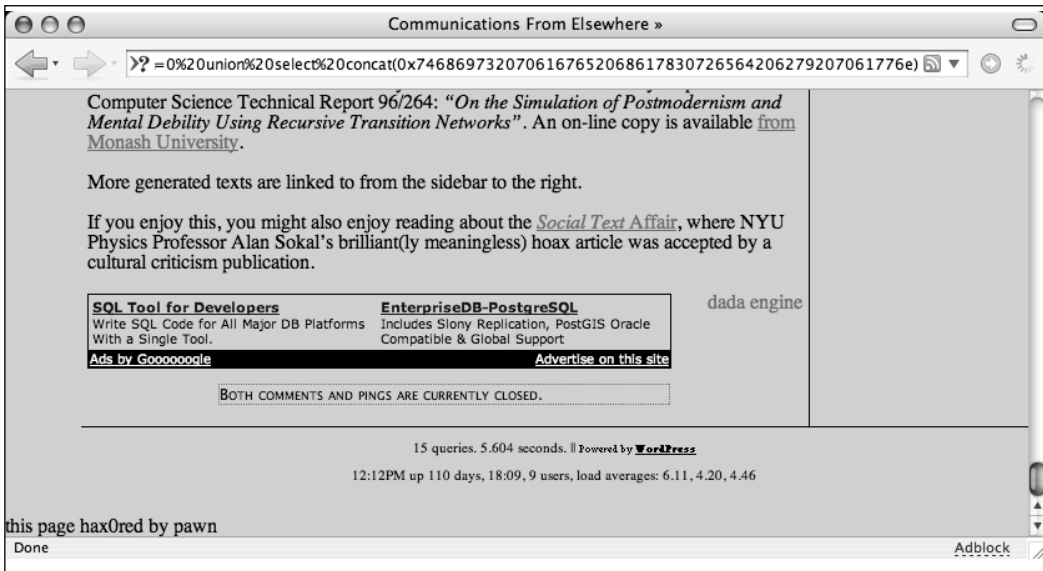 Communications From Elsewhere »
=0%20union%20select%20concat(0x7468697320706167652068617830726564206279207061776e)
Computer Science Technical Report 96/264: “On the Simulation of Postmodernism and
Mental Debility Using Recursive Transition Networks”. An on-line copy is available from
Monash University.
More generated texts are linked to from the sidebar to the right.
If you enjoy this, you might also enjoy reading about the Social Text Affair, where NYU
Physics Professor Alan Sokal’s brilliant(ly meaningless) hoax article was accepted by a
cultural criticism publication.
SQL Tool for Developers
Write SQL Code for All Major DB Platforms
With a Single Tool.
EnterpriseDB-PostgreSQL
Includes Slony Replication, PostGIS Oracle
Compatible & Global Support
dada engine
Ads by Goooooogle
Advertise on this site
BOTH COMMENTS AND PINGS ARE CURRENTLY CLOSED.
15 queries. 5.604 seconds. || Powered by WordPress
12:12PM up 110 days, 18:09, 9 users, load averages: 6.11, 4.20, 4.46
this page hax0red by pawn
Done
Adblock